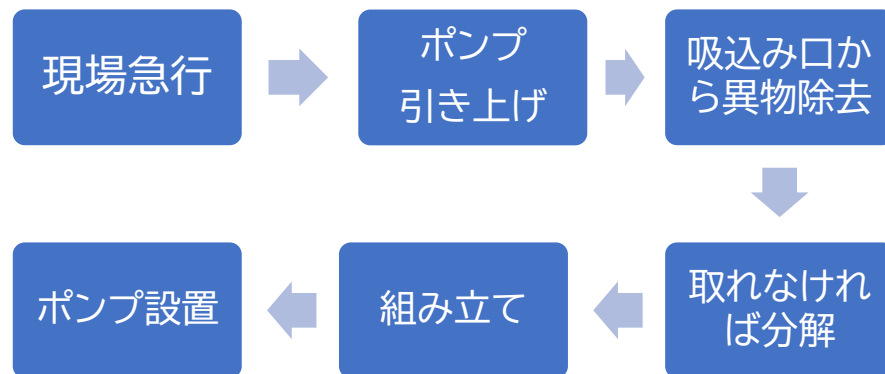 現場急行
ポンプ
引き上げ
吸込み口か
ら異物除去
取れなけれ
ば分解
組み立て
ポンプ設置